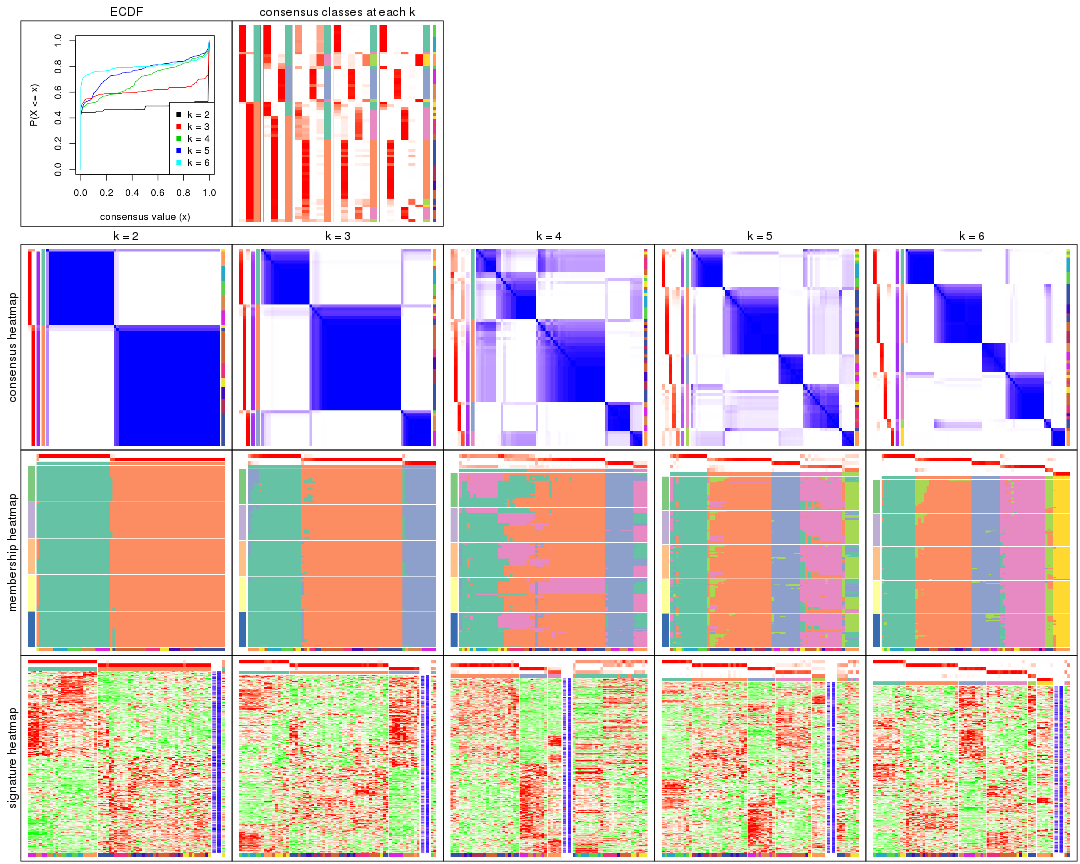 ECDF
consensus classes at each k
P(X <= x)
1.0
0.8
0.6
0.4
0.2
0.0
k = 2
k = 3
k = 4
k = 5
k = 6
0.0 0.2 0.4 0.6 0.8 1.0
consensus value (x)
k = 2 k = 3 k = 4 k = 5 k = 6
consensus heatmap
membership heatmap
signature heatmap